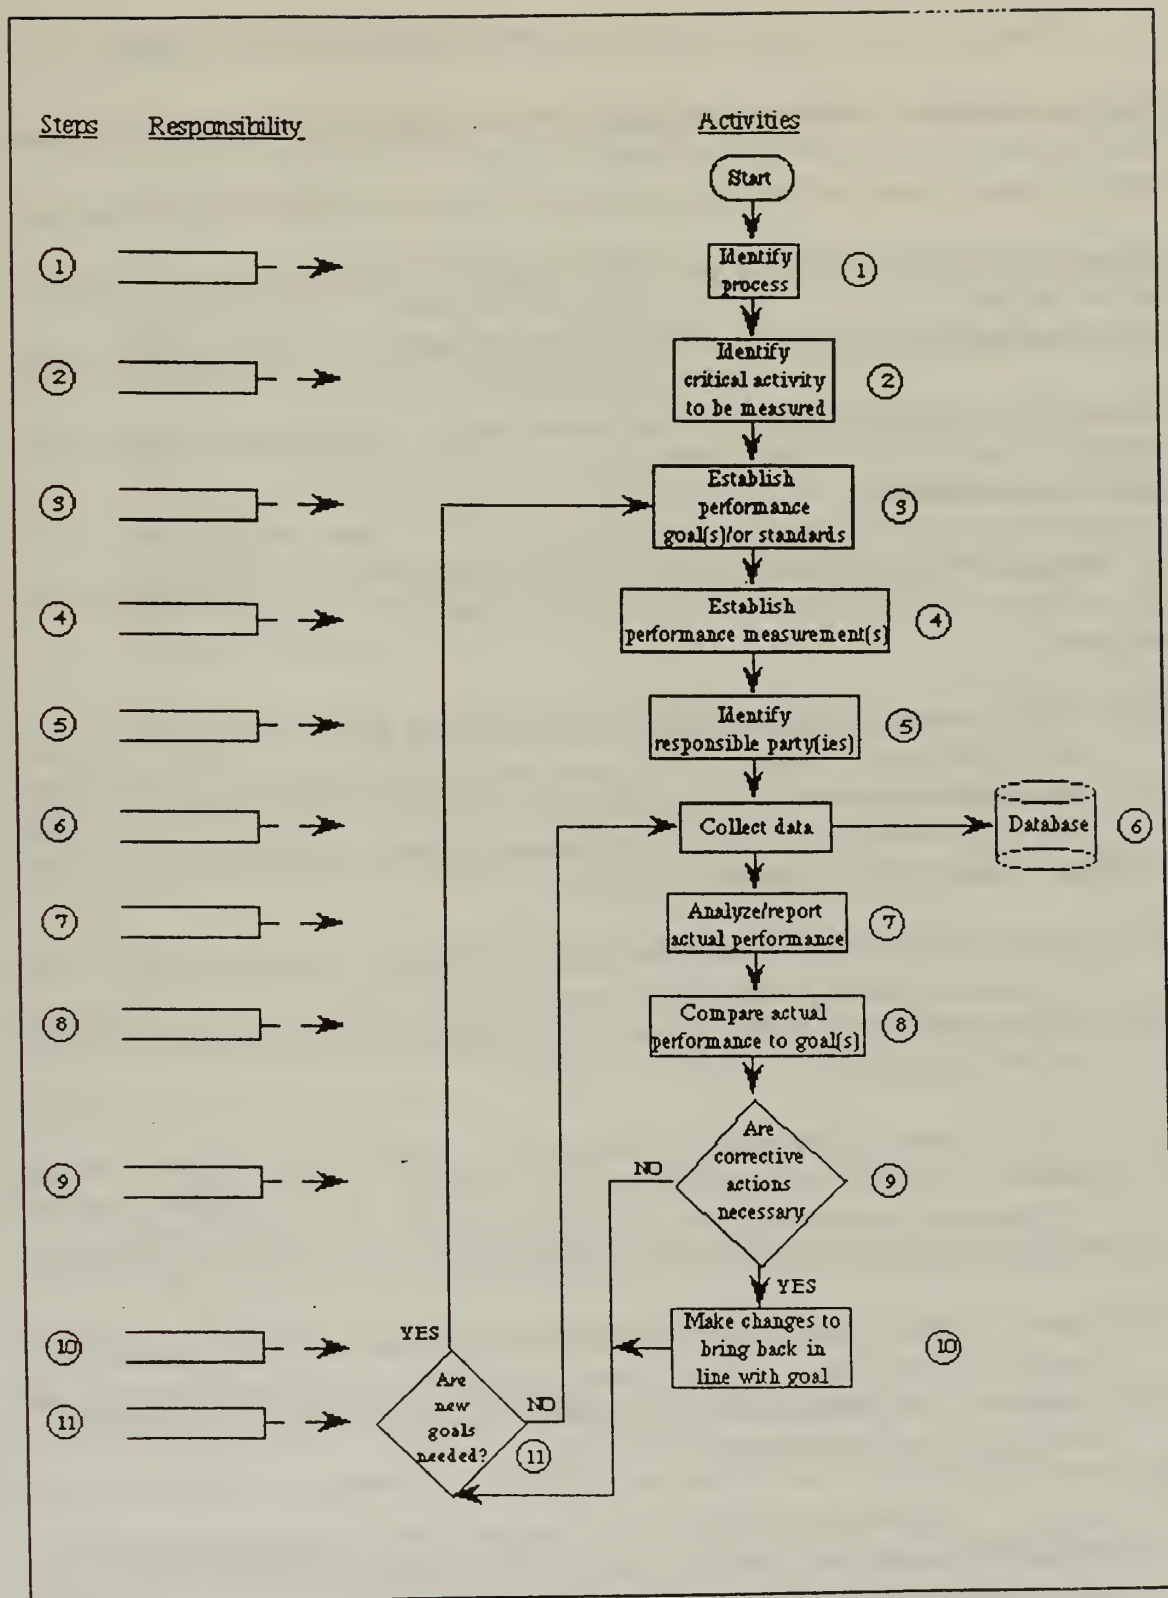 Steps Responsibility Activities
Start
1
Identify
process
1
2
Identify
critical activity
to be measured
2
3
Establish
performance
goal(s)/or standards
3
4
Establish
performance measurement(s)
4
5
Identify
responsible party(ies)
5
6
Collect data
Database
6
7
Analyze/report
actual performance
7
8
Compare actual
performance to goal(s)
8
9
Are
corrective
actions
necessary
NO
9
YES
10
YES
Make changes to
bring back in
line with goal
10
11
Are
new
goals
needed?
NO
11